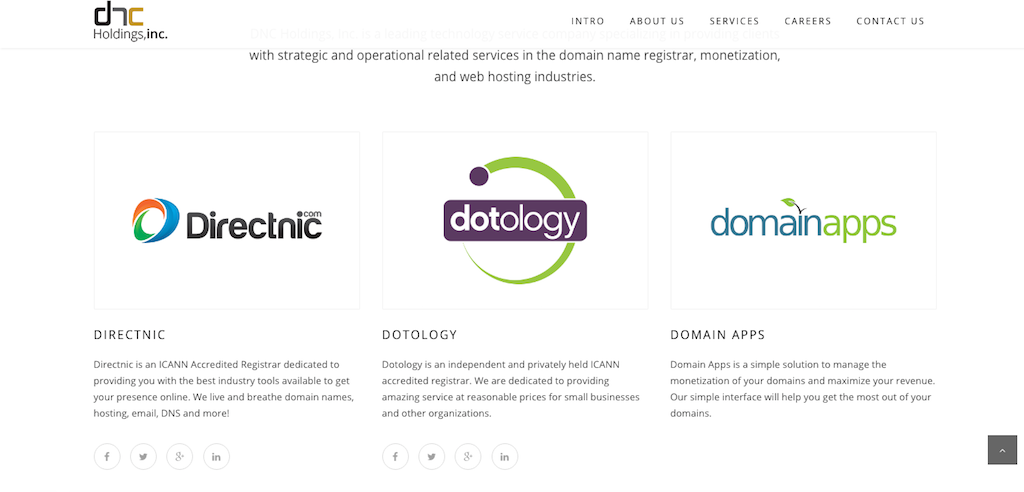 dnc
Holdings,inc.
INTRO ABOUT US SERVICES CAREERS CONTACT US
DNC Holdings, Inc. is a leading technology service company specializing in providing clients
with strategic and operational related services in the domain name registrar, monetization,
and web hosting industries.
Directnic.com
dotology
domainapps
DIRECTNIC
Directnic is an ICANN Accredited Registrar dedicated to
providing you with the best industry tools available to get
your presence online. We live and breathe domain names,
hosting, email, DNS and more!
DOTOLOGY
Dotology is an independent and privately held ICANN
accredited registrar. We are dedicated to providing
amazing service at reasonable prices for small businesses
and other organizations.
DOMAIN APPS
Domain Apps is a simple solution to manage the
monetization of your domains and maximize your revenue.
Our simple interface will help you get the most out of your
domains.